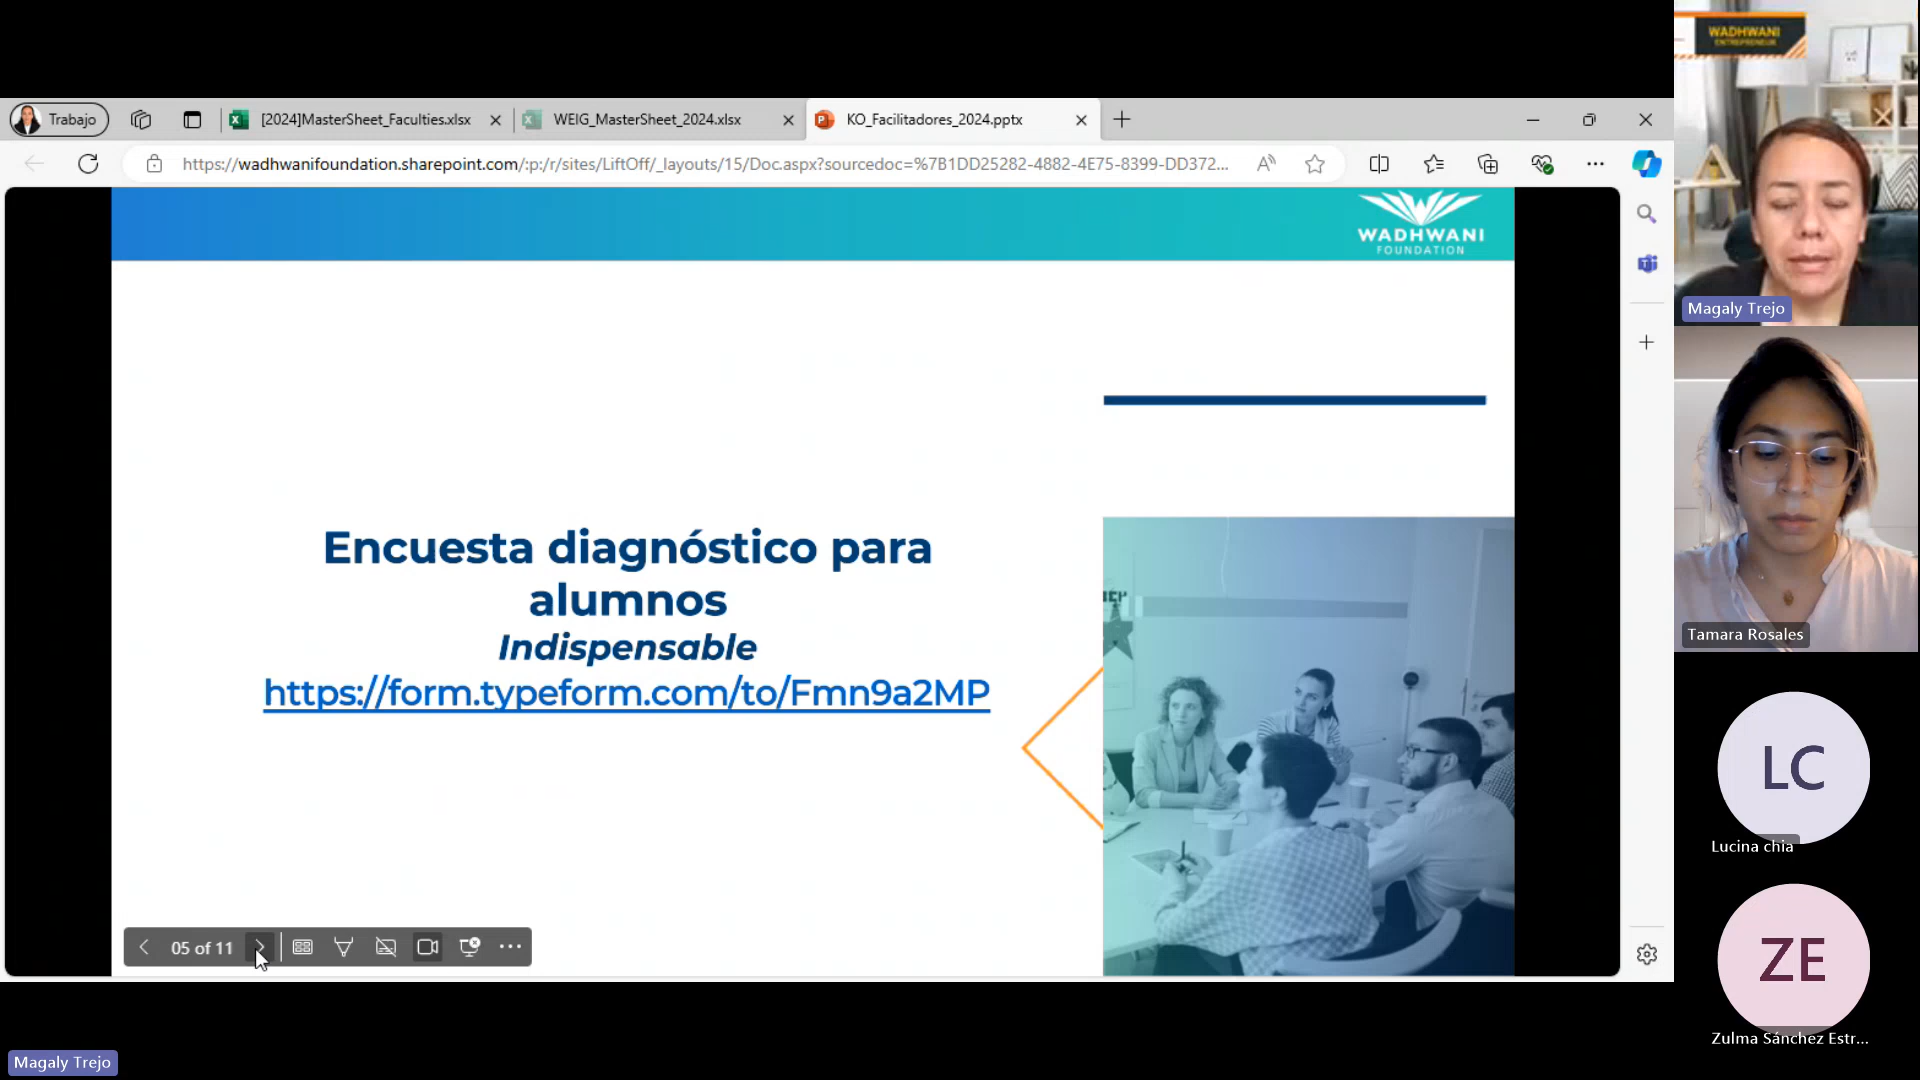 WADHWANI
ENTREPRENEUR
Trabajo
[2024]MasterSheet_Faculties.xlsx
WEIG_MasterSheet_2024.xlsx
KO_Facilitadores_2024.pptx
https://wadhwanifoundation.sharepoint.com/:p:/r/sites/LiftOff/_layouts/15/Doc.aspx?sourcedoc=%7B1DD25282-4882-4E75-8399-DD372...
WADHWANI
FOUNDATION
Magaly Trejo
Encuesta diagnóstico para
alumnos
Indispensable
https://form.typeform.com/to/Fmn9a2MP
Tamara Rosales
LC
Lucina chia
05 of 11
ZE
Zulma Sánchez Estr...
Magaly Trejo